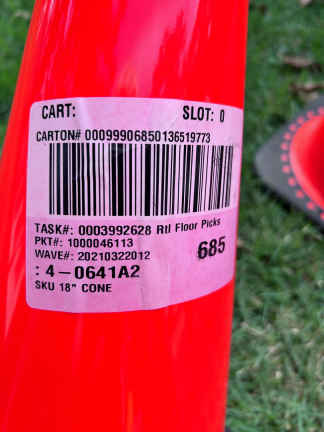 CART: SLOT: 0
CARTON# 00099906850136519773
TASK#: 0003992628 Rtl Floor Picks
PKT#: 1000046113
WAVE#: 20210322012
685
: 4-0641A2
SKU 18" CONE